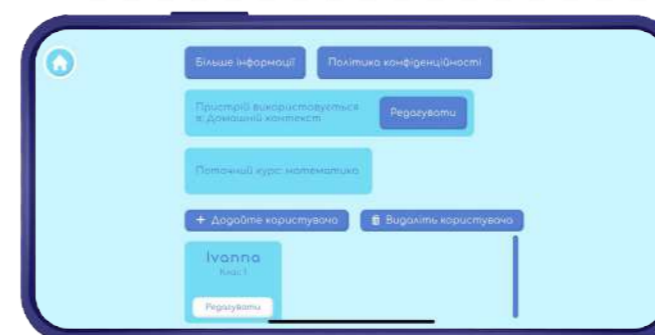 Більше інформації
Політика конфіденційності
Пристрій використовується
в: Домашній контекст
Редагувати
Поточний курс: математика
+ Додайте користувача
Видаліть користувача
Ivanna
Клас 1
Редагувати